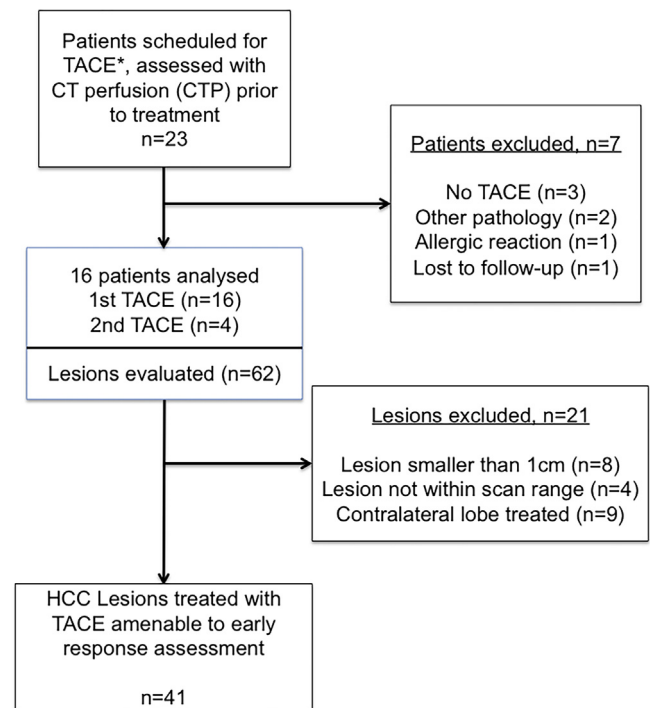 Patients scheduled for
TACE*, assessed with
CT perfusion (CTP) prior
to treatment
n=23
Patients excluded, n=7
No TACE (n=3)
Other pathology (n=2)
Allergic reaction (n=1)
Lost to follow-up (n=1)
16 patients analysed
1st TACE (n=16)
2nd TACE (n=4)
Lesions evaluated (n=62)
Lesions excluded, n=21
Lesion smaller than 1cm (n=8)
Lesion not within scan range (n=4)
Contralateral lobe treated (n=9)
HCC Lesions treated with
TACE amenable to early
response assessment
n=41